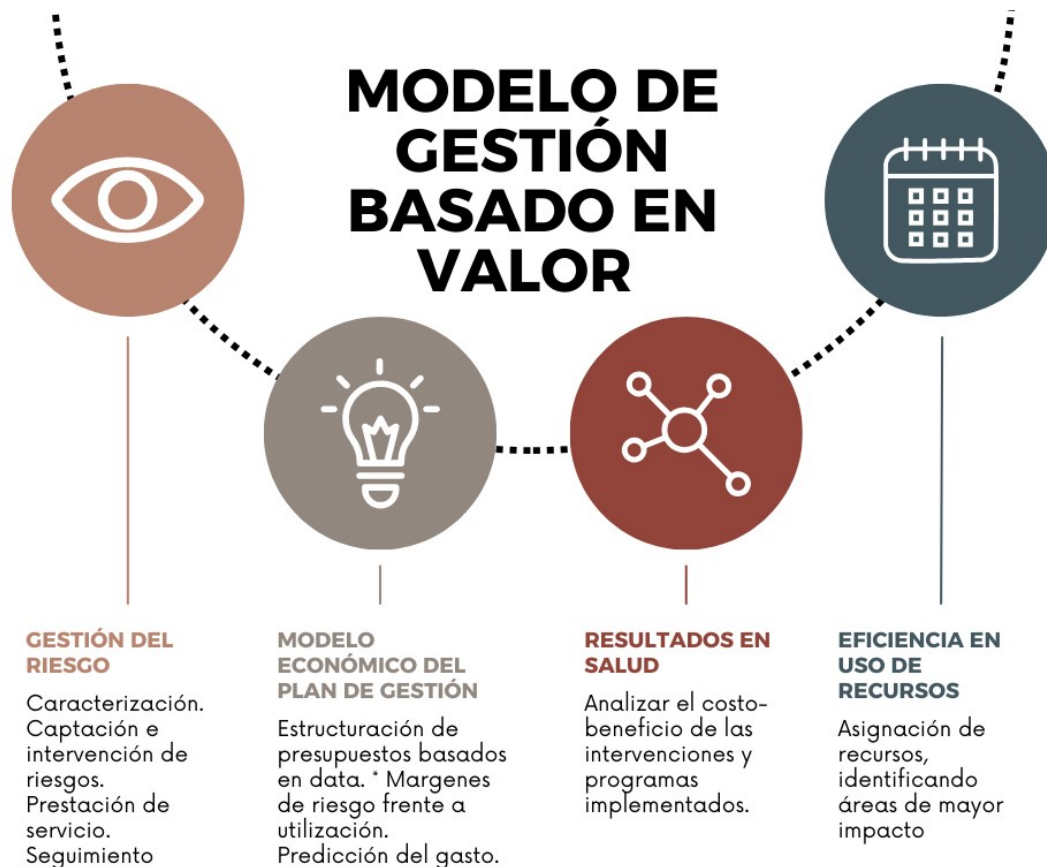 MODELO DE
GESTIÓN
BASADO EN
VALOR
GESTIÓN DEL
RIESGO
Caracterización.
Captación e
intervención de
riesgos.
Prestación de
servicio.
Seguimiento
MODELO
ECONÓMICO DEL
PLAN DE GESTIÓN
Estructuración de
presupuestos basados
en data. * Margenes
de riesgo frente a
utilización.
Predicción del gasto.
RESULTADOS EN
SALUD
Analizar el costo-
beneficio de las
intervenciones y
programas
implementados.
EFICIENCIA EN
USO DE
RECURSOS
Asignación de
recursos,
identificando
áreas de mayor
impacto